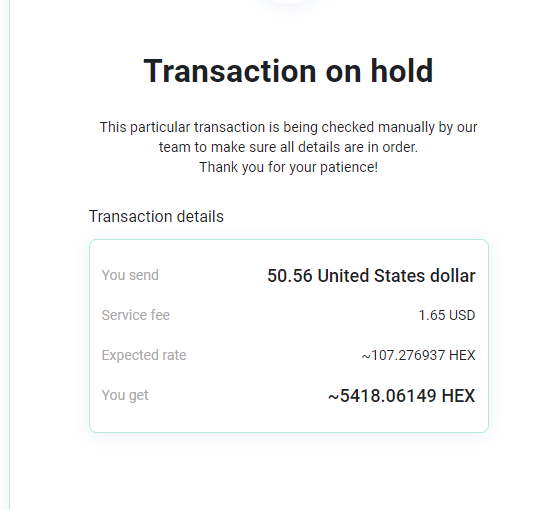 Transaction on hold
This particular transaction is being checked manually by our
team to make sure all details are in order.
Thank you for your patience!
Transaction details
You send 50.56 United States dollar
Service fee 1.65 USD
Expected rate ~107.276937 HEX
You get ~5418.06149 HEX